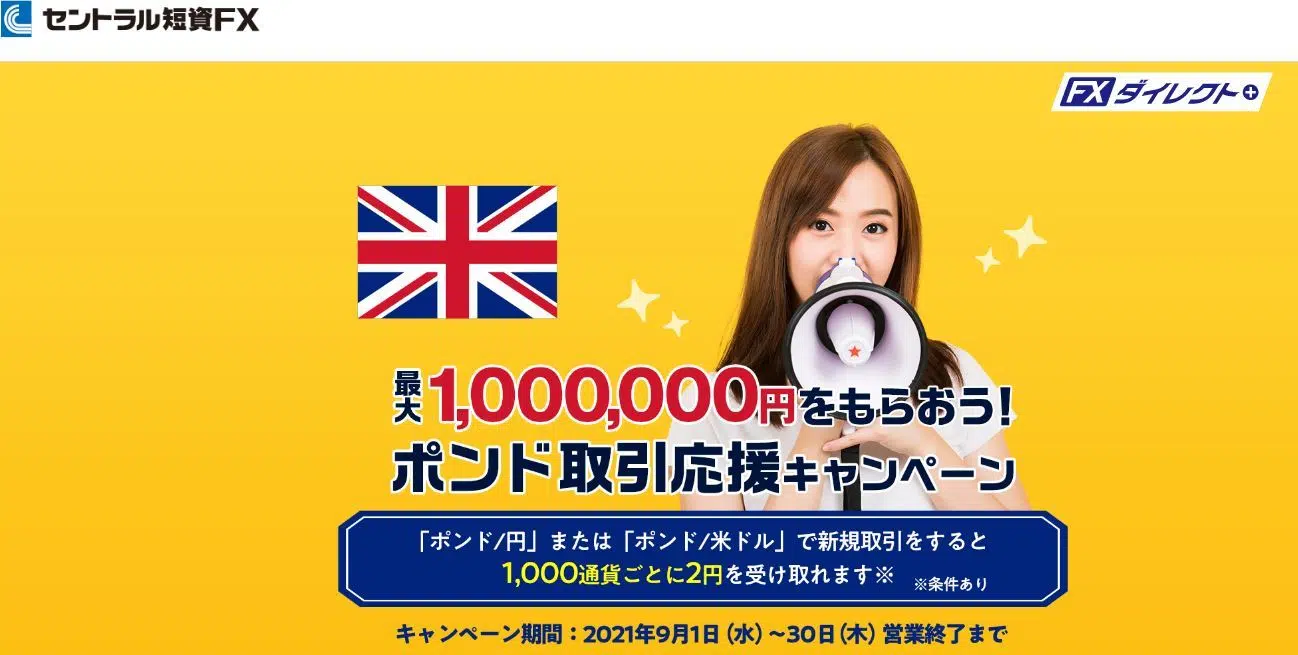 セントラル短資FX
FXダイレクト+
最大1,000,000円をもらおう!
ポンド取引応援キャンペーン
「ポンド/円」または「ポンド/米ドル」で新規取引をすると
1,000通貨ごとに2円を受け取れます※ ※条件あり
キャンペーン期間：2021年9月1日（水）～30日（木）営業終了まで